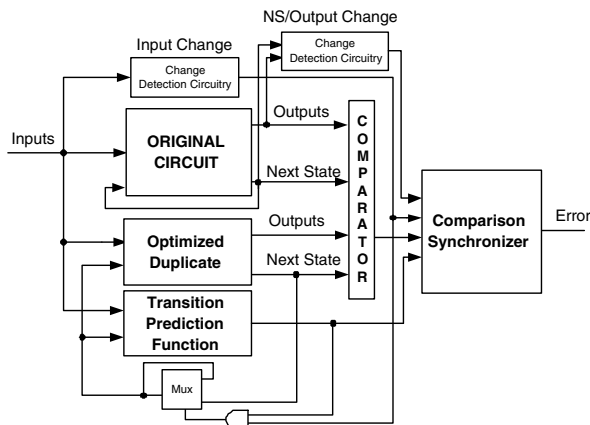 NS/Output Change
Input Change
Change
Detection Circuitry
Change
Detection Circuitry
Inputs
ORIGINAL
CIRCUIT
Outputs
Next State
COMPARATOR
Optimized
Duplicate
Outputs
Next State
Comparison
Synchronizer
Error
Transition
Prediction
Function
Mux